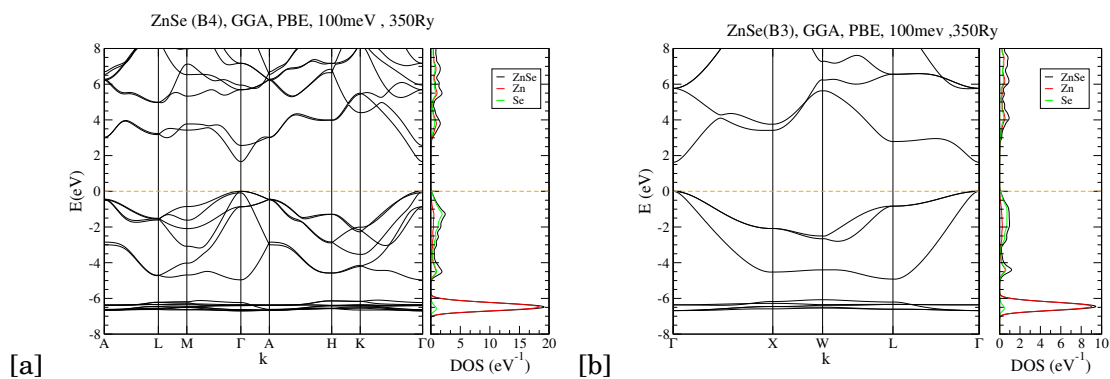 ZnSe (B4), GGA, PBE, 100meV , 350Ry
8
6
4
2
0
-2
-4
-6
-8
E(eV)
A L M Γ A H K Γ
k
ZnSe
Zn
Se
0 5 10 15 20
DOS (eV-1)
[a]
ZnSe(B3), GGA, PBE, 100mev ,350Ry
8
6
4
2
0
-2
-4
-6
-8
E (eV)
Γ X W L Γ
k
ZnSe
Zn
Se
0 2 4 6 8 10
DOS (eV-1)
[b]